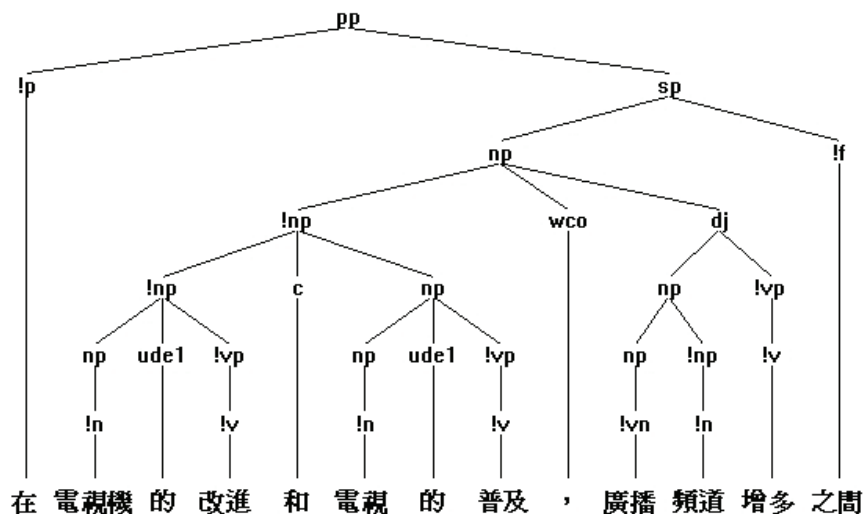 pp
!p sp
np !f
!np wco dj
!np c np np !vp
np ude1 !vp np ude1 !vp np !np !v
!n !v !n !v !vn !n
在 電視機 的 改進 和 電視 的 普及 , 廣播 頻道 增多 之間